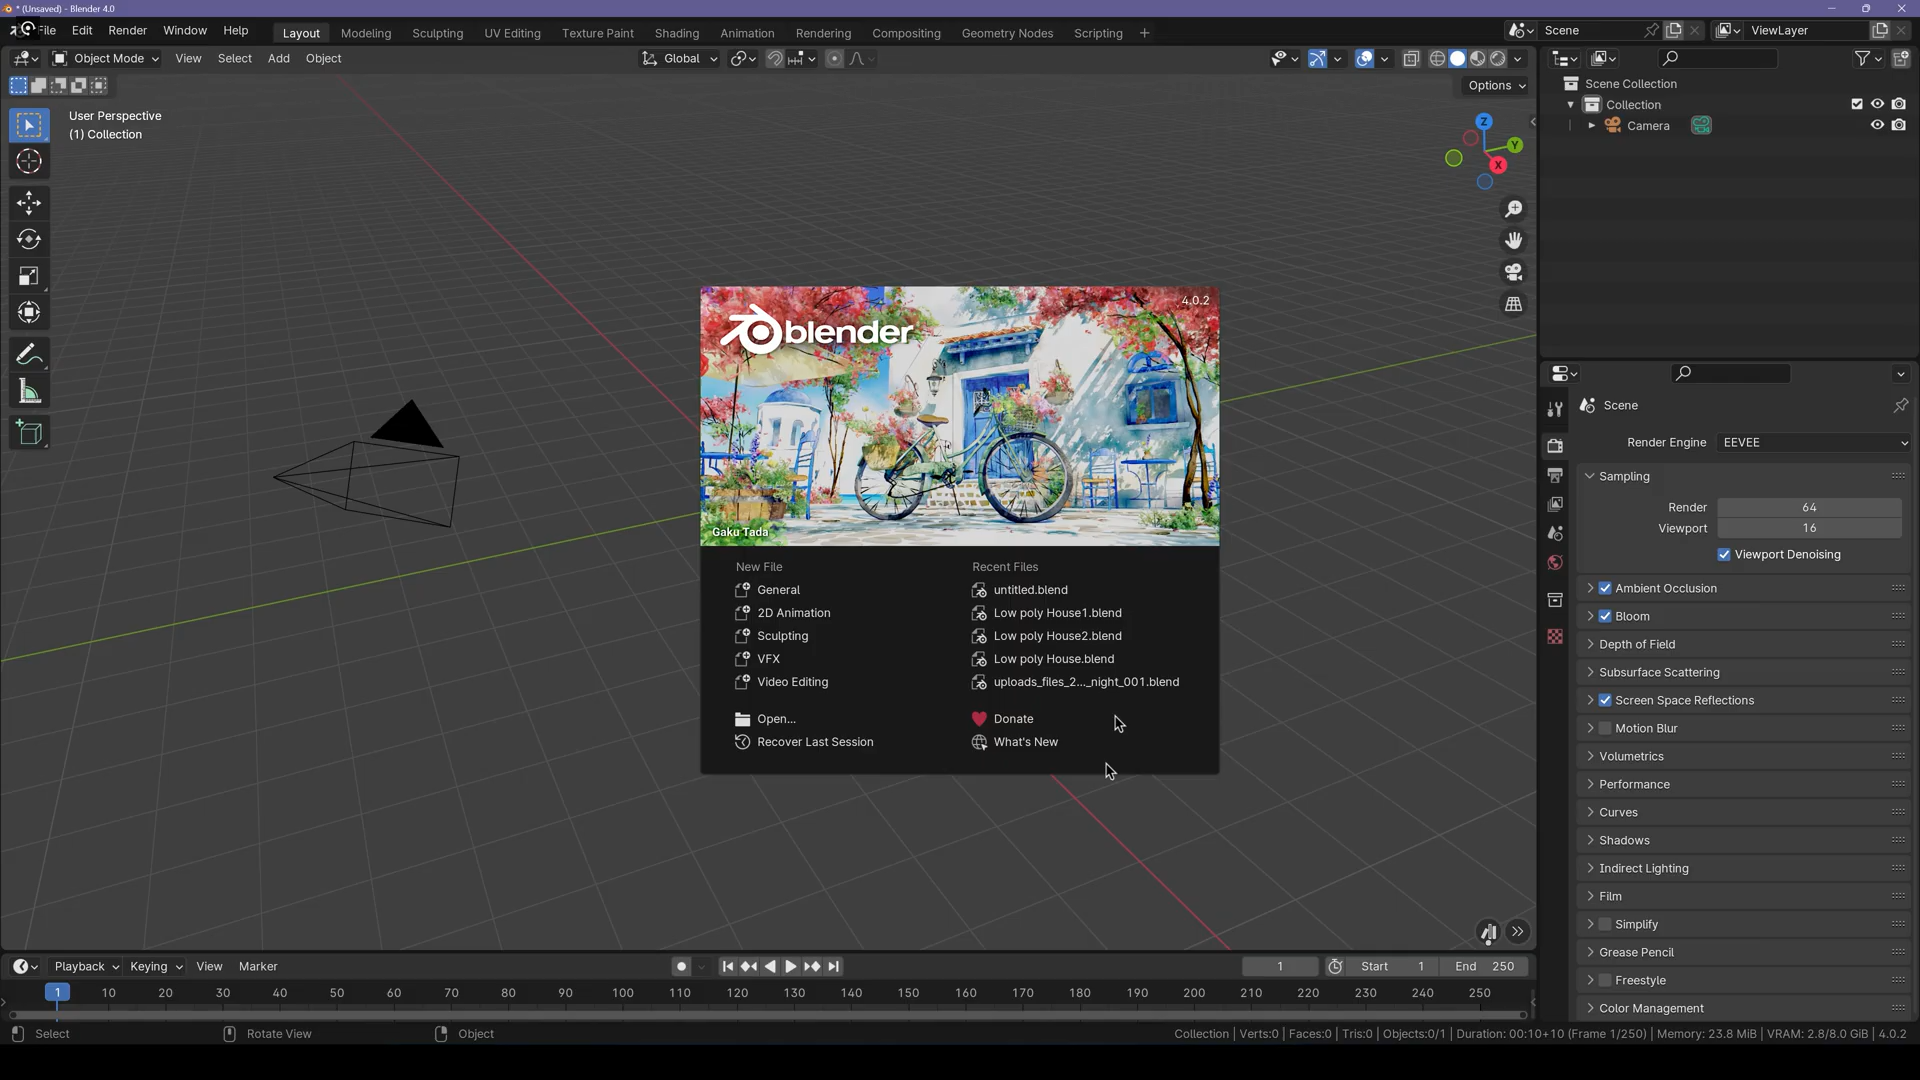 * (Unsaved) - Blender 4.0
File Edit Render Window Help Layout Modeling Sculpting UV Editing Texture Paint Shading Animation Rendering Compositing Geometry Nodes Scripting + Scene ViewLayer
Object Mode View Select Add Object Global
Options
User Perspective
(1) Collection
Z
Y
X
Scene Collection
Collection
Camera
4.0.2
blender
Gaku Tada
New File Recent Files
General untitled.blend
2D Animation Low poly House1.blend
Sculpting Low poly House2.blend
VFX Low poly House.blend
Video Editing uploads_files_2..._night_001.blend
Open... Donate
Recover Last Session What's New
Scene
Render Engine EEVEE
Sampling
Render 64
Viewport 16
Viewport Denoising
Ambient Occlusion
Bloom
Depth of Field
Subsurface Scattering
Screen Space Reflections
Motion Blur
Volumetrics
Performance
Curves
Shadows
Indirect Lighting
Film
Simplify
Grease Pencil
Freestyle
Color Management
Playback Keying View Marker 1 Start 1 End 250
1 10 20 30 40 50 60 70 80 90 100 110 120 130 140 150 160 170 180 190 200 210 220 230 240 250
Select Rotate View Object Collection | Verts:0 | Faces:0 | Tris:0 | Objects:0/1 | Duration: 00:10+10 (Frame 1/250) | Memory: 23.8 MiB | VRAM: 2.8/8.0 GiB | 4.0.2